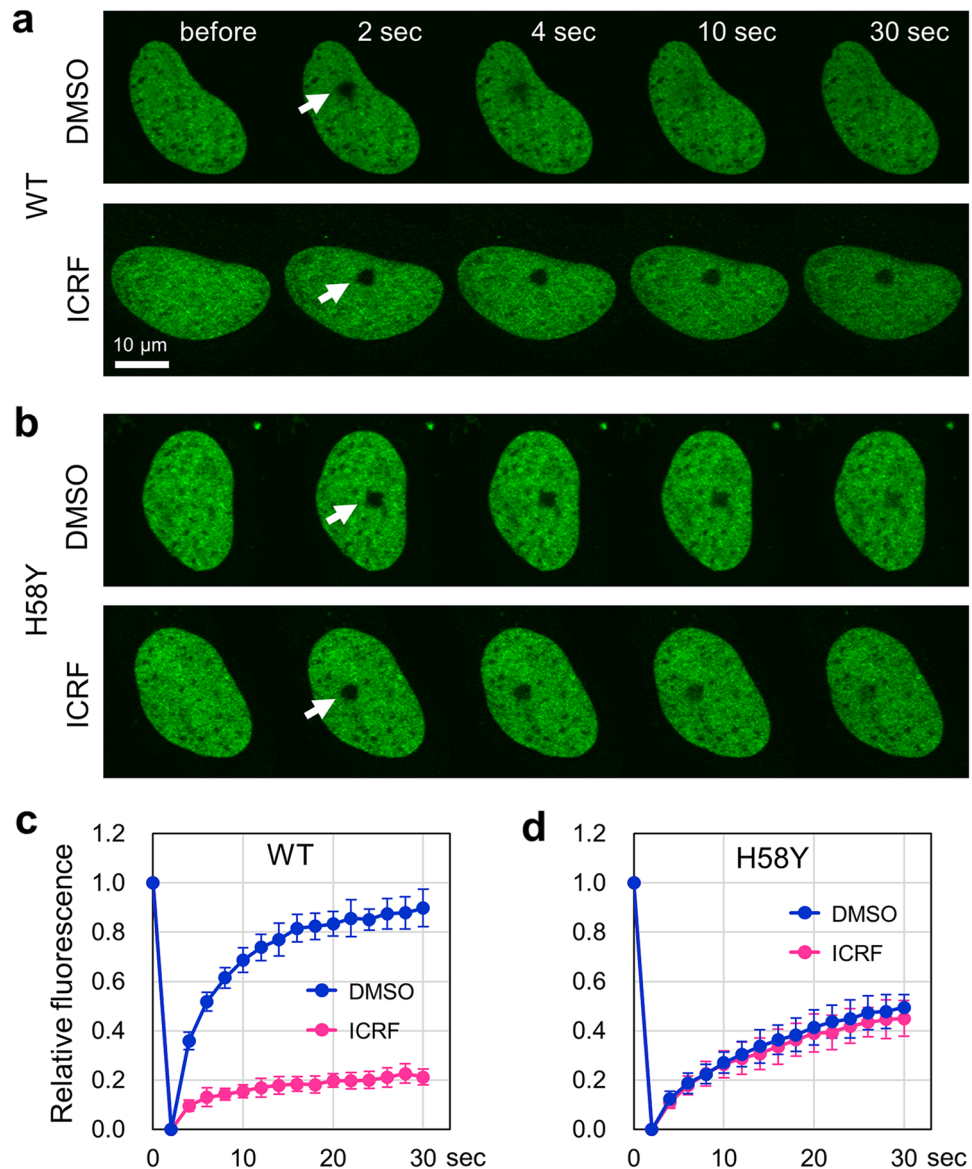 a
before 2 sec 4 sec 10 sec 30 sec
DMSO
WT
ICRF
10 µm
b
DMSO
H58Y
ICRF
c
WT
Relative fluorescence
1.2
1.0
0.8
0.6
0.4
0.2
0.0
DMSO
ICRF
0 10 20 30 sec
d
H58Y
1.2
1.0
0.8
0.6
0.4
0.2
0.0
DMSO
ICRF
0 10 20 30 sec